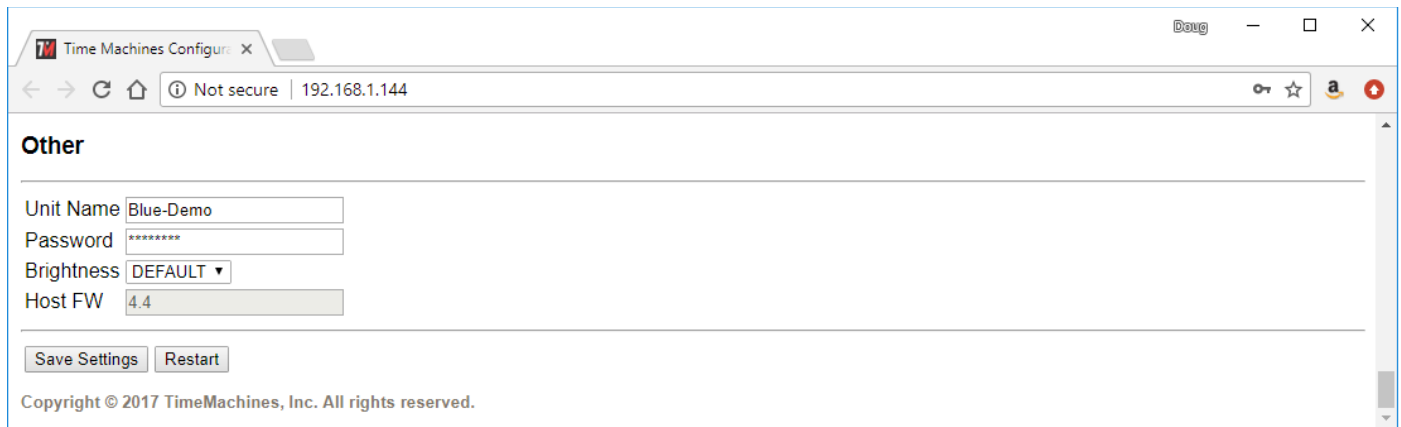 Doug
Time Machines Configura
Not secure | 192.168.1.144
Other
Unit Name Blue-Demo
Password ********
Brightness DEFAULT
Host FW 4.4
Save Settings Restart
Copyright © 2017 TimeMachines, Inc. All rights reserved.